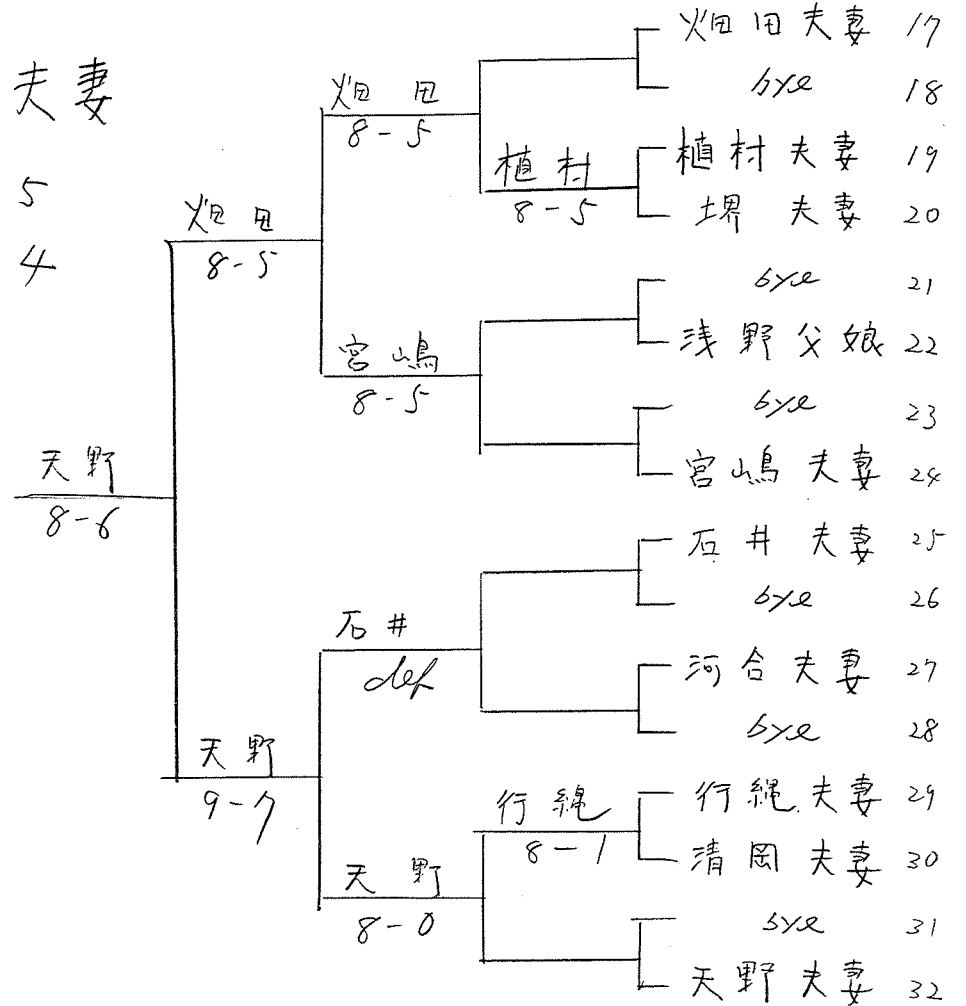 畑田夫妻 17
bye 18
植村夫妻 19
堺 夫妻 20
bye 21
浅野父娘 22
bye 23
宮嶋夫妻 24
石井 夫妻 25
bye 26
河合夫妻 27
bye 28
行縄夫妻 29
清岡夫妻 30
bye 31
天野夫妻 32
植村
8-5
行縄
8-1
畑田
8-5
宮嶋
8-5
石井
def
天野
8-0
畑田
8-5
天野
9-7
天野
8-6
夫妻
5
4